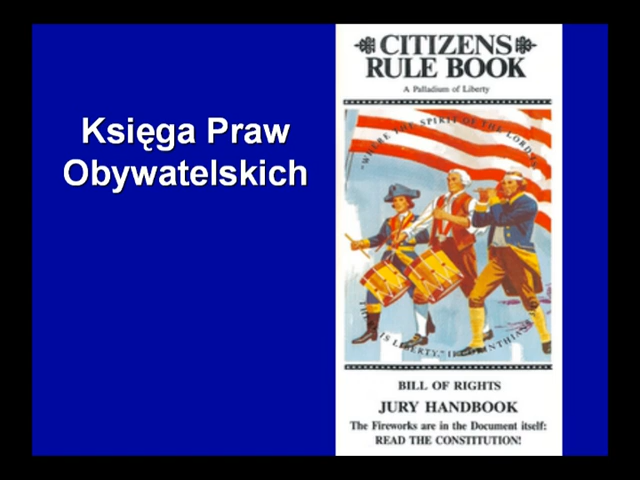 Księga Praw
Obywatelskich
CITIZENS
RULE BOOK
A Palladium of Liberty
"WHERE THE SPIRIT OF THE LORD IS,
THERE IS LIBERTY." II CORINTHIANS
BILL OF RIGHTS
JURY HANDBOOK
The Fireworks are in the Document itself:
READ THE CONSTITUTION!